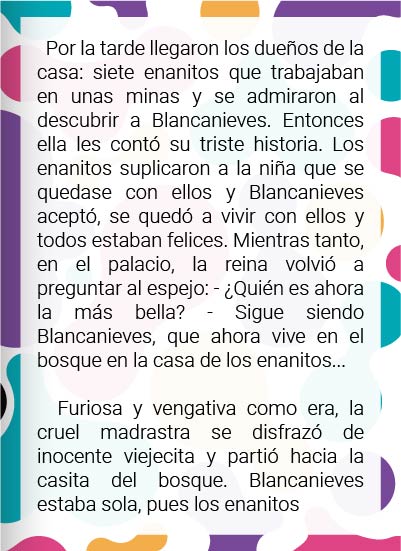 Por la tarde llegaron los dueños de la
casa: siete enanitos que trabajaban
en unas minas y se admiraron al
descubrir a Blancanieves. Entonces
ella les contó su triste historia. Los
enanitos suplicaron a la niña que se
quedase con ellos y Blancanieves
aceptó, se quedó a vivir con ellos y
todos estaban felices. Mientras tanto,
en el palacio, la reina volvió a
preguntar al espejo: - ¿Quién es ahora
la más bella? - Sigue siendo
Blancanieves, que ahora vive en el
bosque en la casa de los enanitos...
Furiosa y vengativa como era, la
cruel madrastra se disfrazó de
inocente viejecita y partió hacia la
casita del bosque. Blancanieves
estaba sola, pues los enanitos